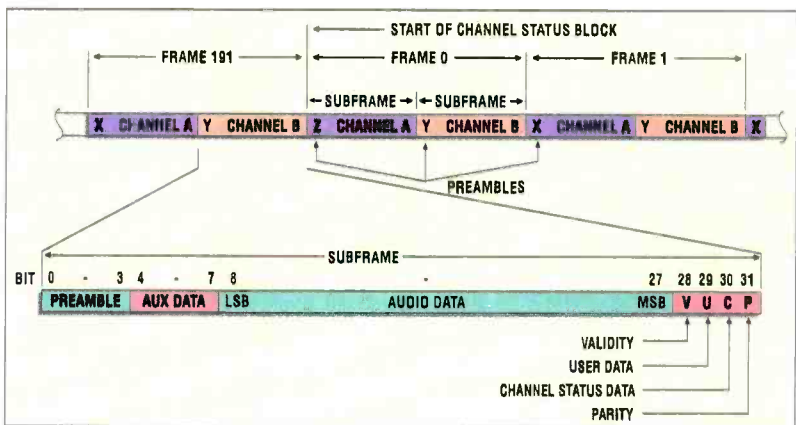 START OF CHANNEL STATUS BLOCK
FRAME 191 FRAME 0 FRAME 1
SUBFRAME SUBFRAME
X CHANNEL A Y CHANNEL B Z CHANNEL A Y CHANNEL B X CHANNEL A Y CHANNEL B X
PREAMBLES
SUBFRAME
BIT 0 - 3 4 - 7 8 - 27 28 29 30 31
PREAMBLE AUX DATA LSB AUDIO DATA MSB V U C P
VALIDITY
USER DATA
CHANNEL STATUS DATA
PARITY